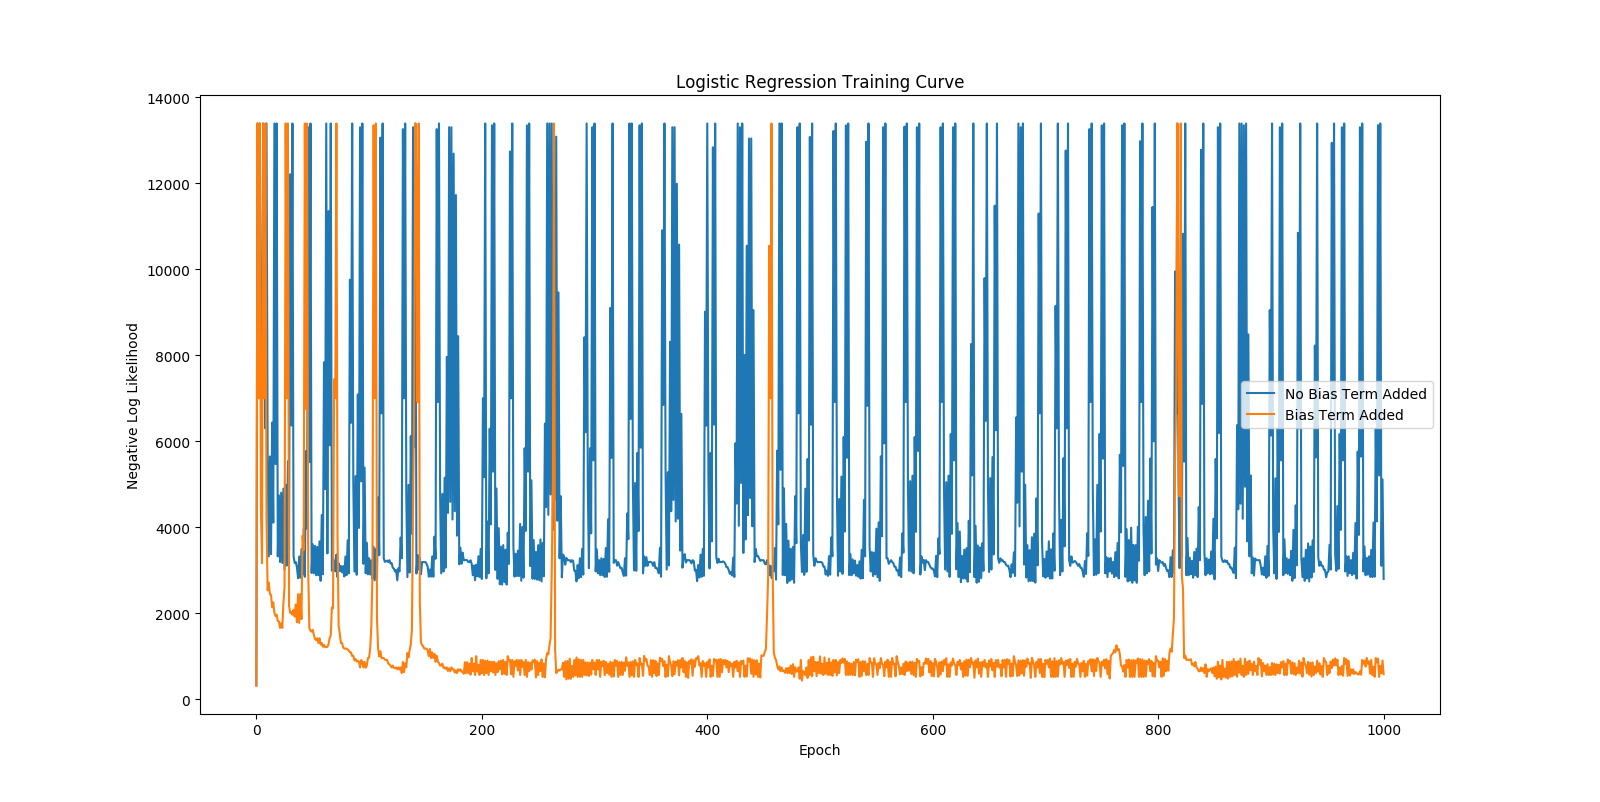 Logistic Regression Training Curve
14000
12000
10000
8000
6000
4000
2000
0
Negative Log Likelihood
No Bias Term Added
Bias Term Added
0 200 400 600 800 1000
Epoch